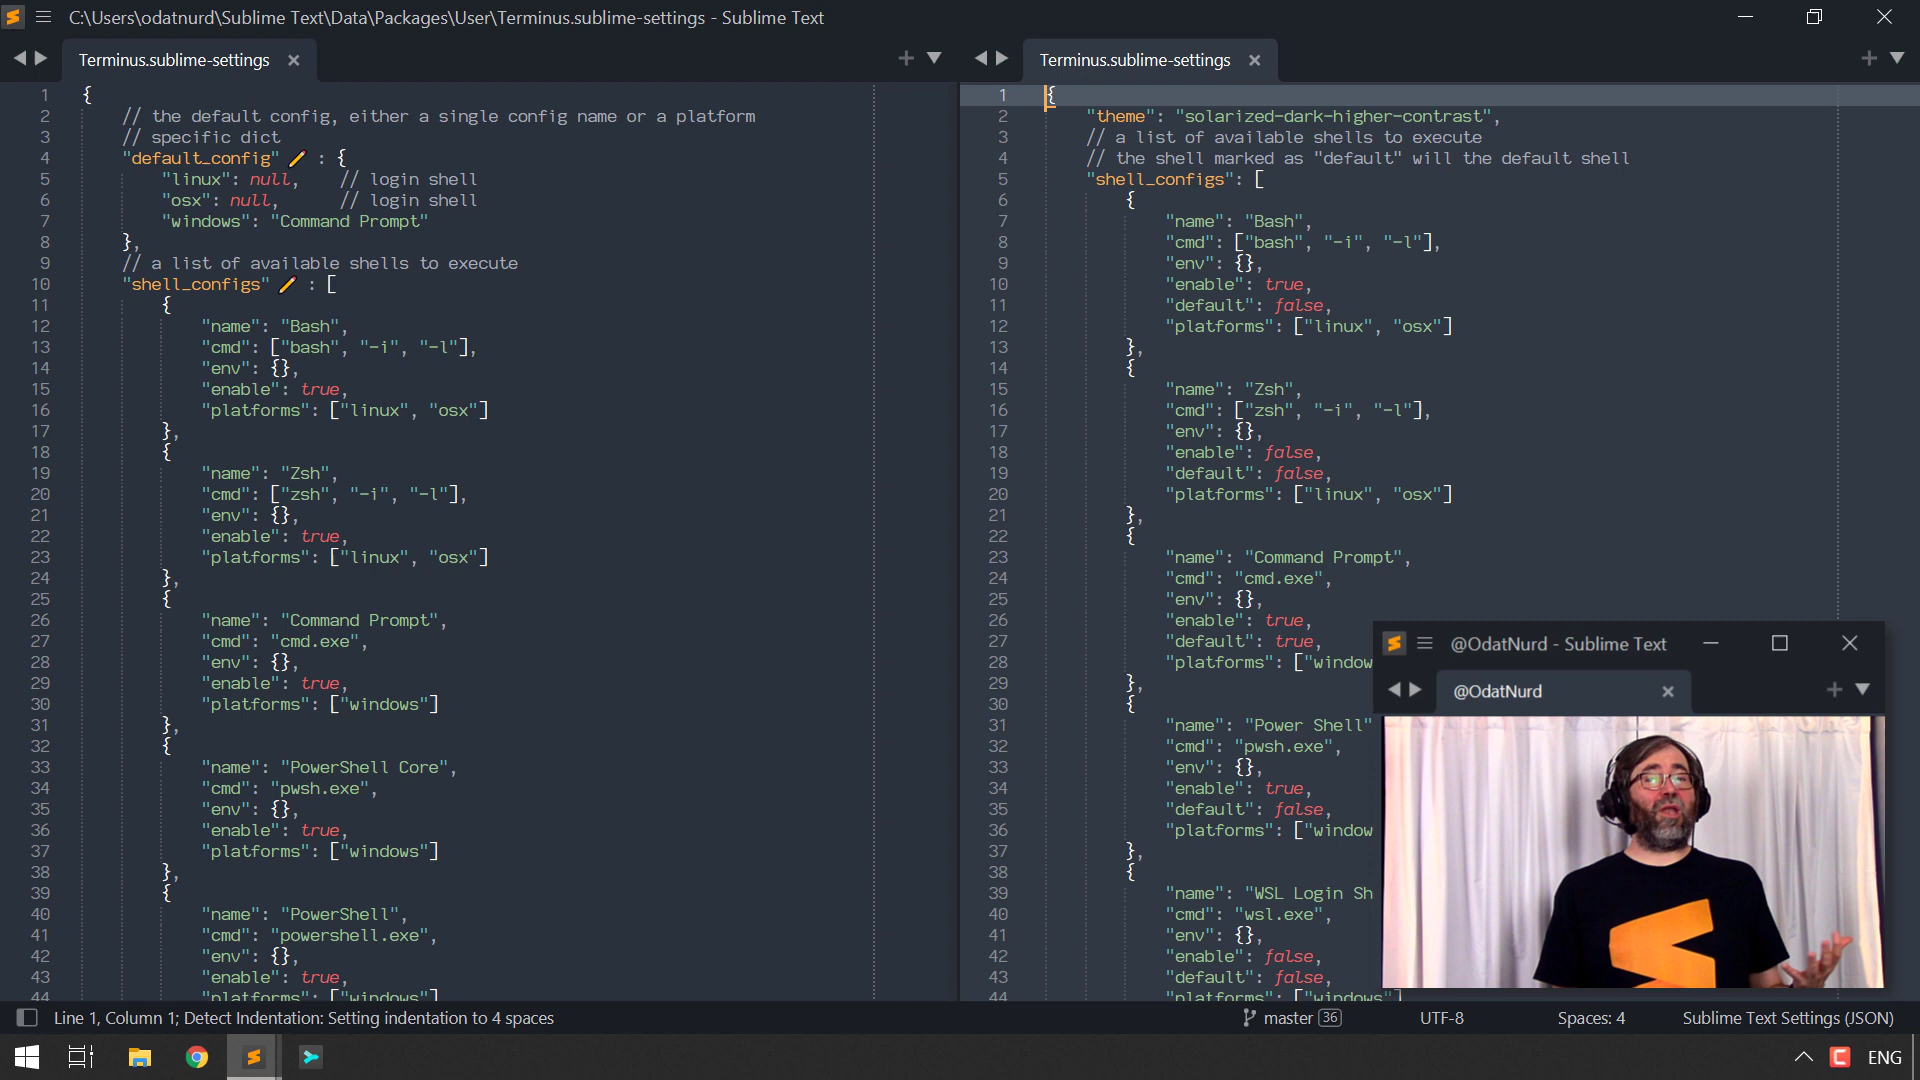 C:\Users\odatnurd\Sublime Text\Data\Packages\User\Terminus.sublime-settings - Sublime Text
Terminus.sublime-settings
1 {
2 // the default config, either a single config name or a platform
3 // specific dict
4 "default_config" : {
5 "linux": null, // login shell
6 "osx": null, // login shell
7 "windows": "Command Prompt"
8 },
9 // a list of available shells to execute
10 "shell_configs" : [
11 {
12 "name": "Bash",
13 "cmd": ["bash", "-i", "-l"],
14 "env": {},
15 "enable": true,
16 "platforms": ["linux", "osx"]
17 },
18 {
19 "name": "Zsh",
20 "cmd": ["zsh", "-i", "-l"],
21 "env": {},
22 "enable": true,
23 "platforms": ["linux", "osx"]
24 },
25 {
26 "name": "Command Prompt",
27 "cmd": "cmd.exe",
28 "env": {},
29 "enable": true,
30 "platforms": ["windows"]
31 },
32 {
33 "name": "PowerShell Core",
34 "cmd": "pwsh.exe",
35 "env": {},
36 "enable": true,
37 "platforms": ["windows"]
38 },
39 {
40 "name": "PowerShell",
41 "cmd": "powershell.exe",
42 "env": {},
43 "enable": true,
44 "platforms": ["windows"]
Terminus.sublime-settings
1 {
2 "theme": "solarized-dark-higher-contrast",
3 // a list of available shells to execute
4 // the shell marked as "default" will the default shell
5 "shell_configs": [
6 {
7 "name": "Bash",
8 "cmd": ["bash", "-i", "-l"],
9 "env": {},
10 "enable": true,
11 "default": false,
12 "platforms": ["linux", "osx"]
13 },
14 {
15 "name": "Zsh",
16 "cmd": ["zsh", "-i", "-l"],
17 "env": {},
18 "enable": false,
19 "default": false,
20 "platforms": ["linux", "osx"]
21 },
22 {
23 "name": "Command Prompt",
24 "cmd": "cmd.exe",
25 "env": {},
26 "enable": true,
27 "default": true,
28 "platforms": ["window
29 },
30 {
31 "name": "Power Shell"
32 "cmd": "pwsh.exe",
33 "env": {},
34 "enable": true,
35 "default": false,
36 "platforms": ["window
37 },
38 {
39 "name": "WSL Login Sh
40 "cmd": "wsl.exe",
41 "env": {},
42 "enable": false,
43 "default": false,
44 "platforms": ["windows"]
@OdatNurd - Sublime Text
@OdatNurd
Line 1, Column 1; Detect Indentation: Setting indentation to 4 spaces
master 36
UTF-8
Spaces: 4
Sublime Text Settings (JSON)
ENG